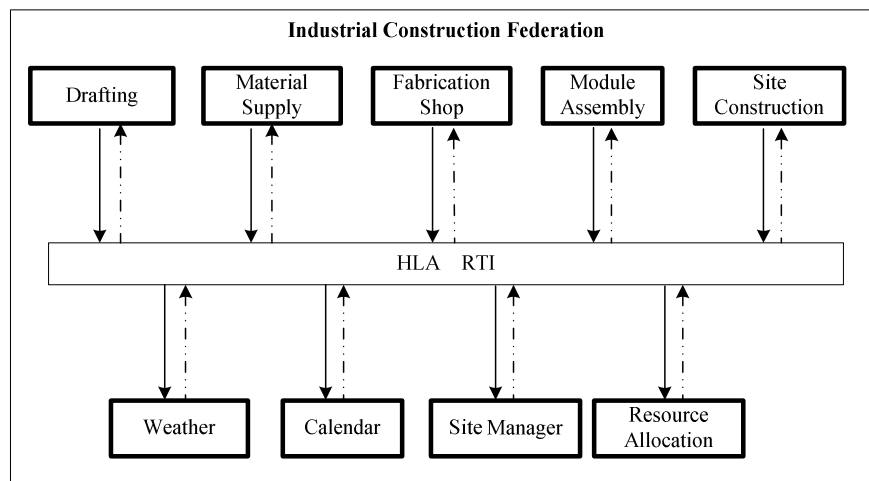 Industrial Construction Federation
Drafting
Material
Supply
Fabrication
Shop
Module
Assembly
Site
Construction
HLA RTI
Weather
Calendar
Site Manager
Resource
Allocation